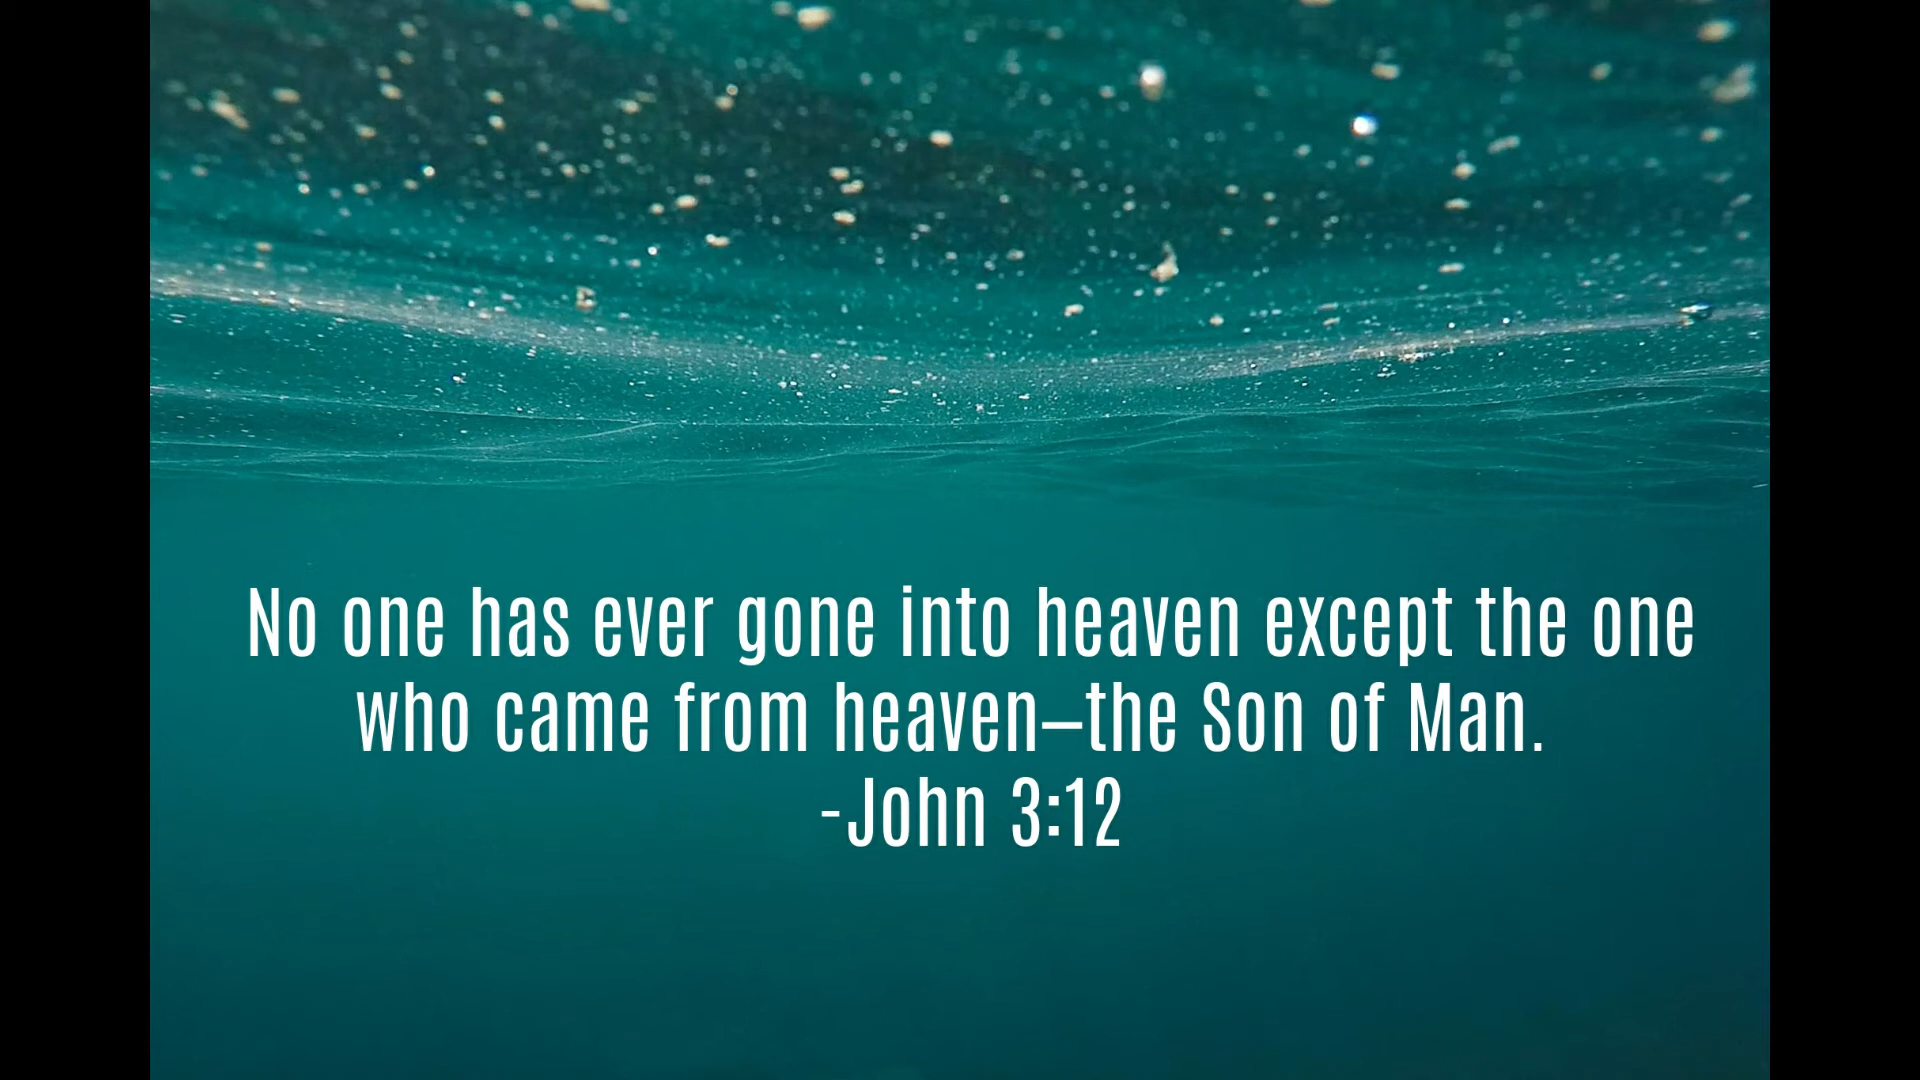 No one has ever gone into heaven except the one
who came from heaven—the Son of Man.
-John 3:12